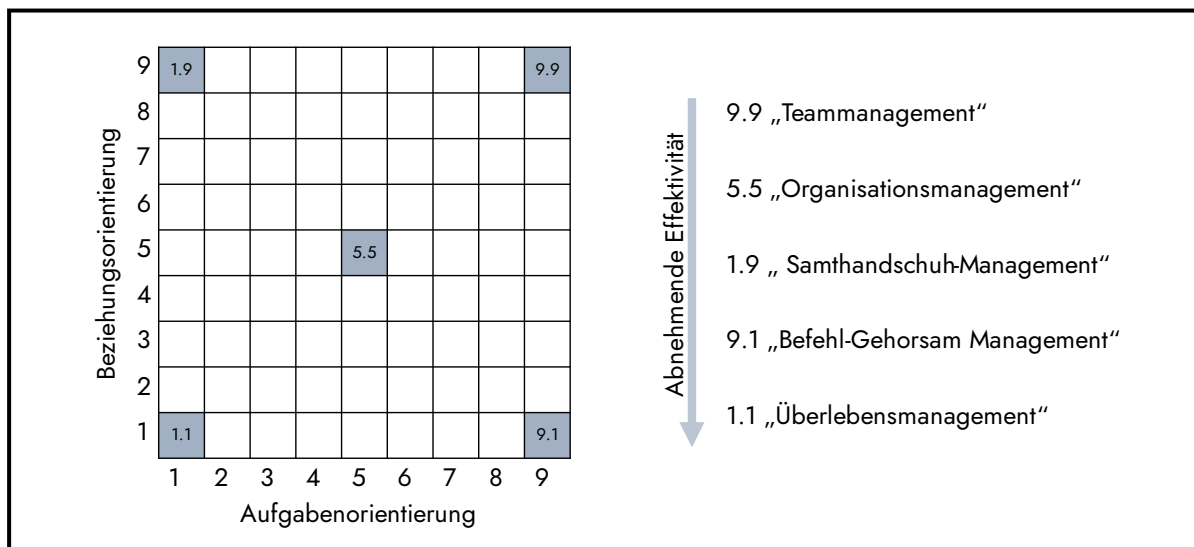 Beziehungsorientierung
9
8
7
6
5
4
3
2
1
1.9
9.9
5.5
1.1
9.1
1 2 3 4 5 6 7 8 9
Aufgabenorientierung
Abnehmende Effektivität
9.9 „Teammanagement“
5.5 „Organisationsmanagement“
1.9 „ Samthandschuh-Management“
9.1 „Befehl-Gehorsam Management“
1.1 „Überlebensmanagement“